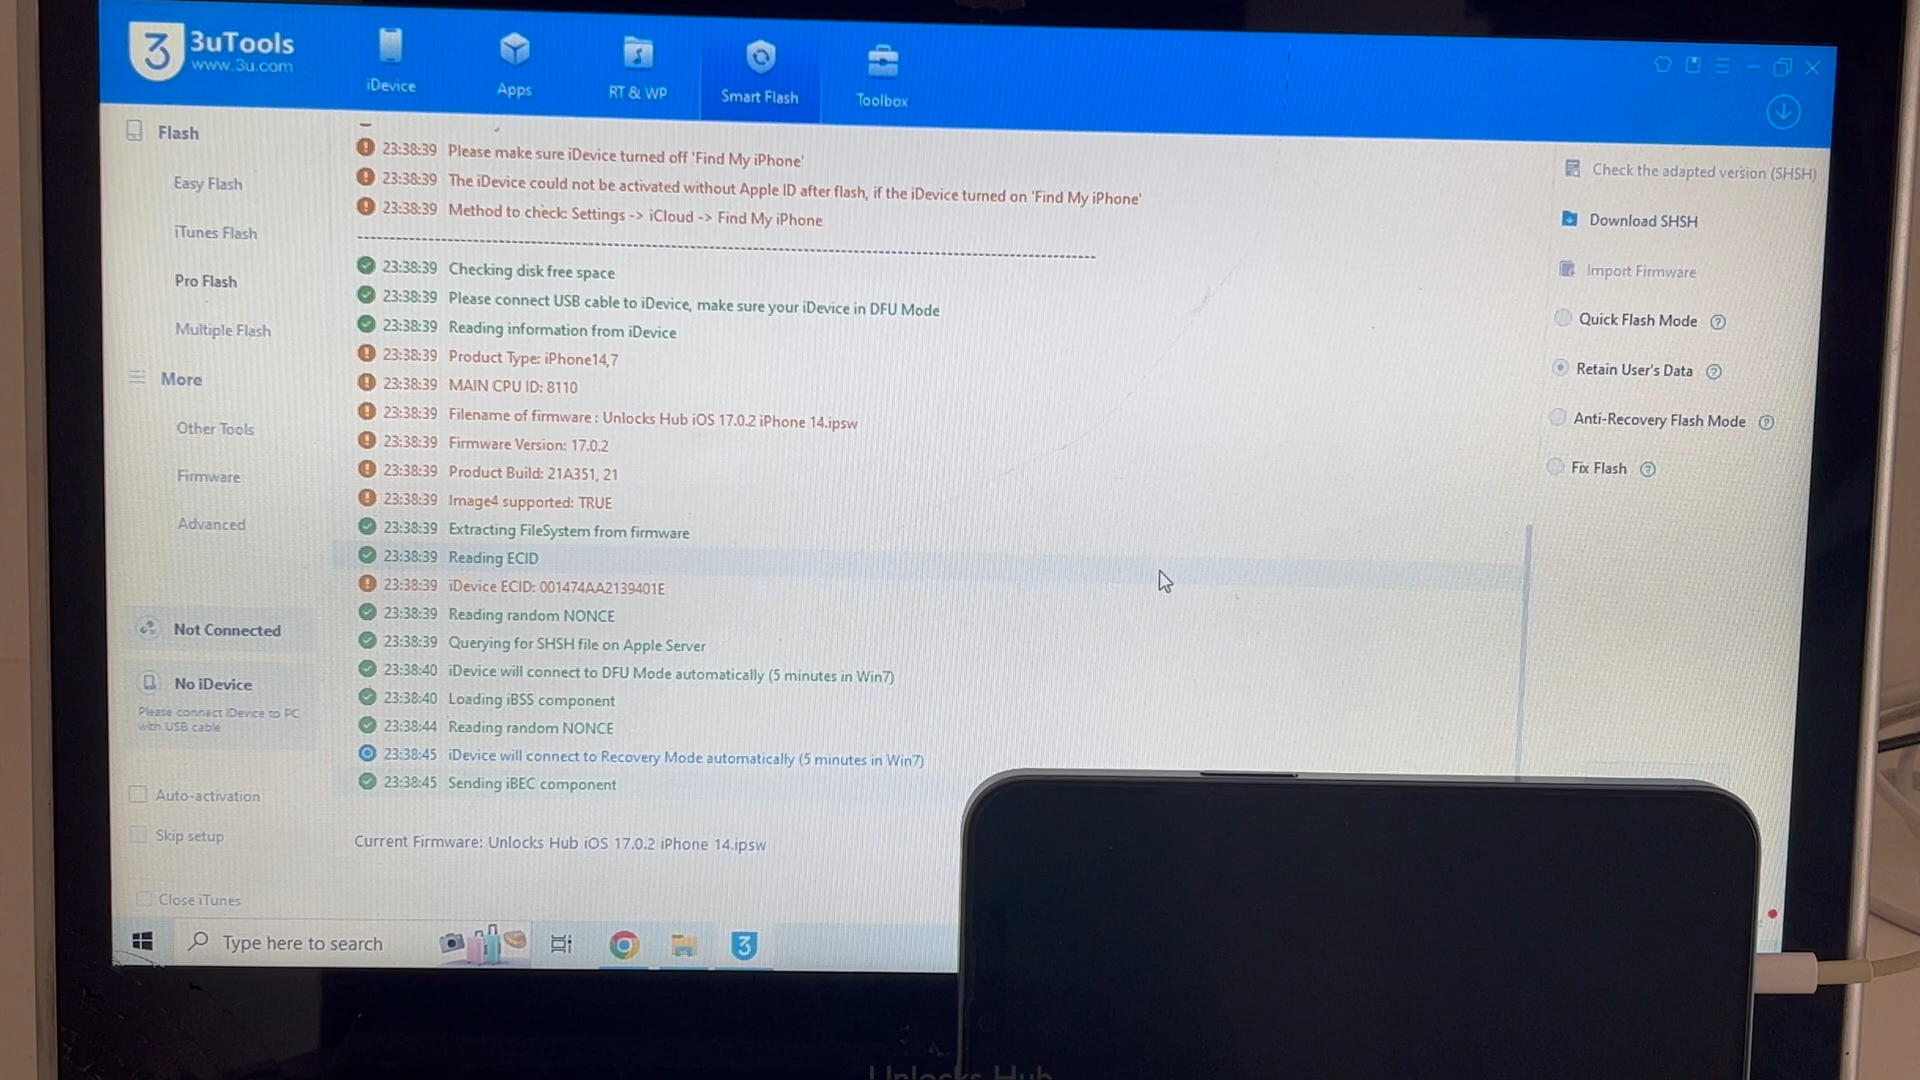 3 3uTools
www.3u.com
iDevice
Apps
RT & WP
Smart Flash
Toolbox
Flash
Easy Flash
iTunes Flash
Pro Flash
Multiple Flash
More
Other Tools
Firmware
Advanced
Not Connected
No iDevice
Please connect iDevice to PC
with USB cable
Auto-activation
Skip setup
Close iTunes
23:38:39 Please make sure iDevice turned off 'Find My iPhone'
23:38:39 The iDevice could not be activated without Apple ID after flash, if the iDevice turned on 'Find My iPhone'
23:38:39 Method to check: Settings -> iCloud -> Find My iPhone
--------------------------------------------------------------------------------
23:38:39 Checking disk free space
23:38:39 Please connect USB cable to iDevice, make sure your iDevice in DFU Mode
23:38:39 Reading information from iDevice
23:38:39 Product Type: iPhone14,7
23:38:39 MAIN CPU ID: 8110
23:38:39 Filename of firmware : Unlocks Hub iOS 17.0.2 iPhone 14.ipsw
23:38:39 Firmware Version: 17.0.2
23:38:39 Product Build: 21A351, 21
23:38:39 Image4 supported: TRUE
23:38:39 Extracting FileSystem from firmware
23:38:39 Reading ECID
23:38:39 iDevice ECID: 001474AA2139401E
23:38:39 Reading random NONCE
23:38:39 Querying for SHSH file on Apple Server
23:38:40 iDevice will connect to DFU Mode automatically (5 minutes in Win7)
23:38:40 Loading iBSS component
23:38:44 Reading random NONCE
23:38:45 iDevice will connect to Recovery Mode automatically (5 minutes in Win7)
23:38:45 Sending iBEC component
Current Firmware: Unlocks Hub iOS 17.0.2 iPhone 14.ipsw
Check the adapted version (SHSH)
Download SHSH
Import Firmware
Quick Flash Mode ?
Retain User's Data ?
Anti-Recovery Flash Mode ?
Fix Flash ?
Type here to search
3
Unlocks Hub